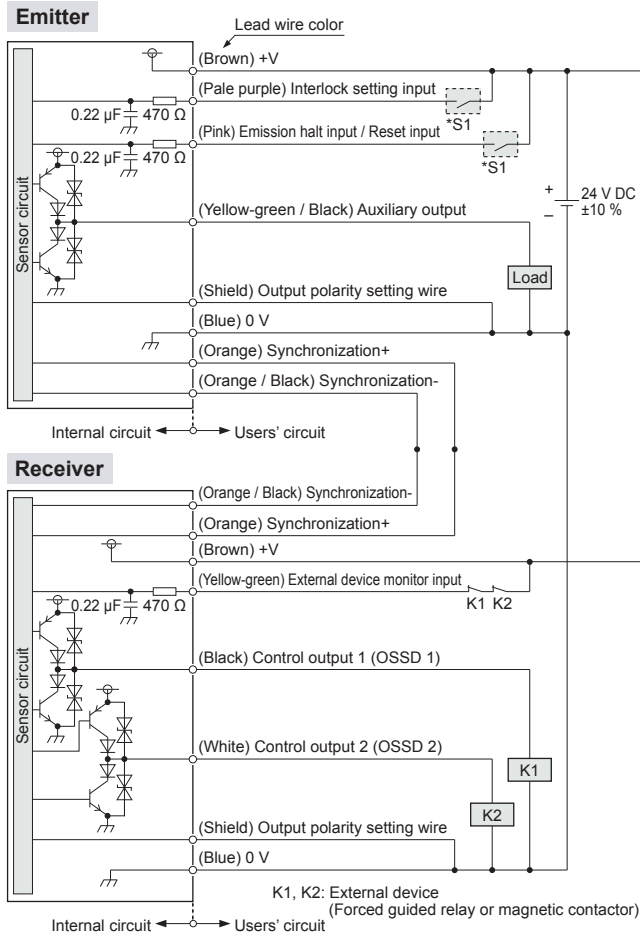 Emitter
Lead wire color
(Brown) +V
(Pale purple) Interlock setting input
0.22 µF 470 Ω
*S1
(Pink) Emission halt input / Reset input
0.22 µF 470 Ω
*S1
+
–
24 V DC
±10 %
Sensor circuit
(Yellow-green / Black) Auxiliary output
Load
(Shield) Output polarity setting wire
(Blue) 0 V
(Orange) Synchronization+
(Orange / Black) Synchronization-
Internal circuit Users' circuit
Receiver
(Orange / Black) Synchronization-
(Orange) Synchronization+
(Brown) +V
(Yellow-green) External device monitor input
0.22 µF 470 Ω
K1 K2
Sensor circuit
(Black) Control output 1 (OSSD 1)
(White) Control output 2 (OSSD 2)
K1
K2
(Shield) Output polarity setting wire
(Blue) 0 V
K1, K2: External device
(Forced guided relay or magnetic contactor)
Internal circuit Users' circuit